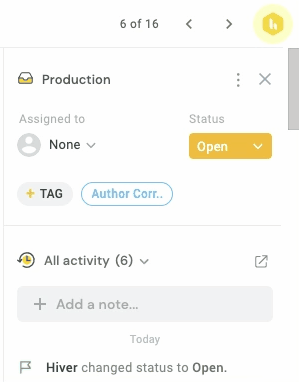 6 of 16
Production
Assigned to
Status
None
Open
+ TAG
Author Corr..
All activity (6)
+ Add a note...
Today
Hiver changed status to Open.